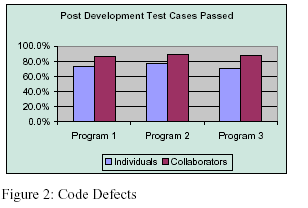 Post Development Test Cases Passed
100.0%
80.0%
60.0%
40.0%
20.0%
0.0%
Program 1 Program 2 Program 3
Individuals Collaborators
Figure 2: Code Defects